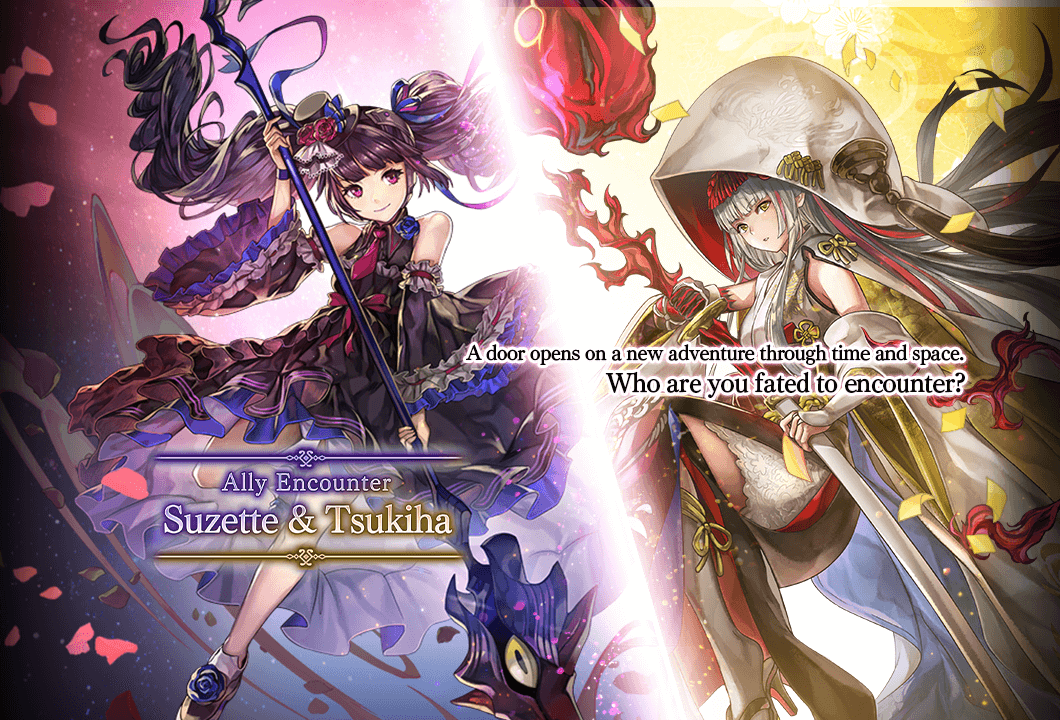 A door opens on a new adventure through time and space.
Who are you fated to encounter?
Ally Encounter
Suzette & Tsukiha